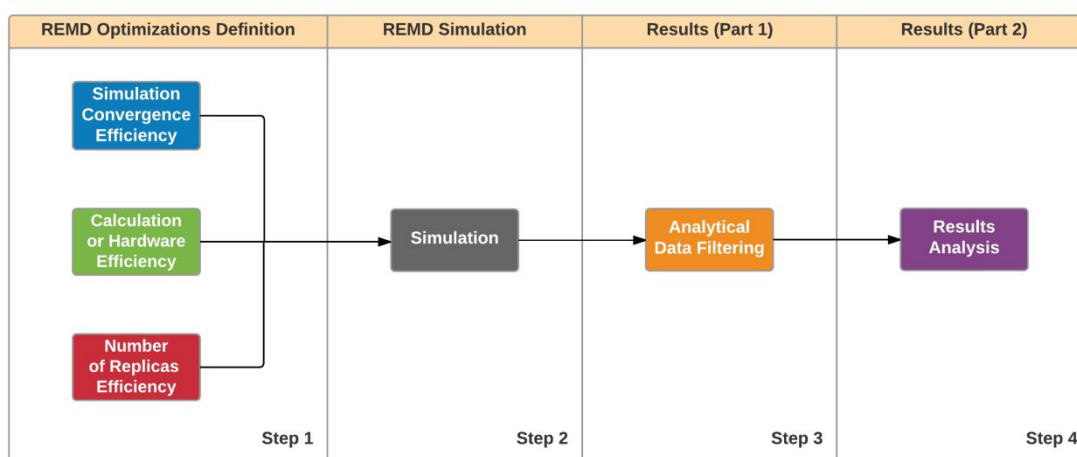 REMD Optimizations Definition
REMD Simulation
Results (Part 1)
Results (Part 2)
Simulation
Convergence
Efficiency
Calculation
or Hardware
Efficiency
Number
of Replicas
Efficiency
Simulation
Analytical
Data Filtering
Results
Analysis
Step 1
Step 2
Step 3
Step 4